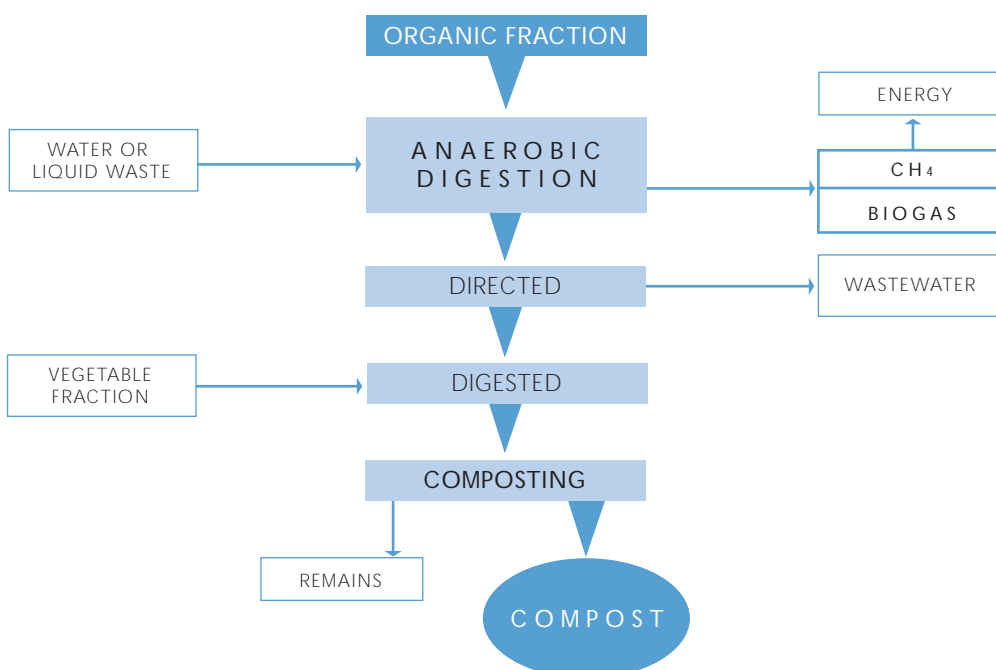 ORGANIC FRACTION
ENERGY
WATER OR
LIQUID WASTE
ANAEROBIC
DIGESTION
CH₄
BIOGAS
DIRECTED
WASTEWATER
VEGETABLE
FRACTION
DIGESTED
COMPOSTING
REMAINS
COMPOST